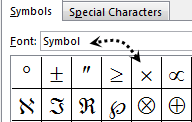 Symbols Special Characters
Font: Symbol
° ± ″ ≥ × ∝
ℵ ℑ ℜ ℘ ⊗ ⊕